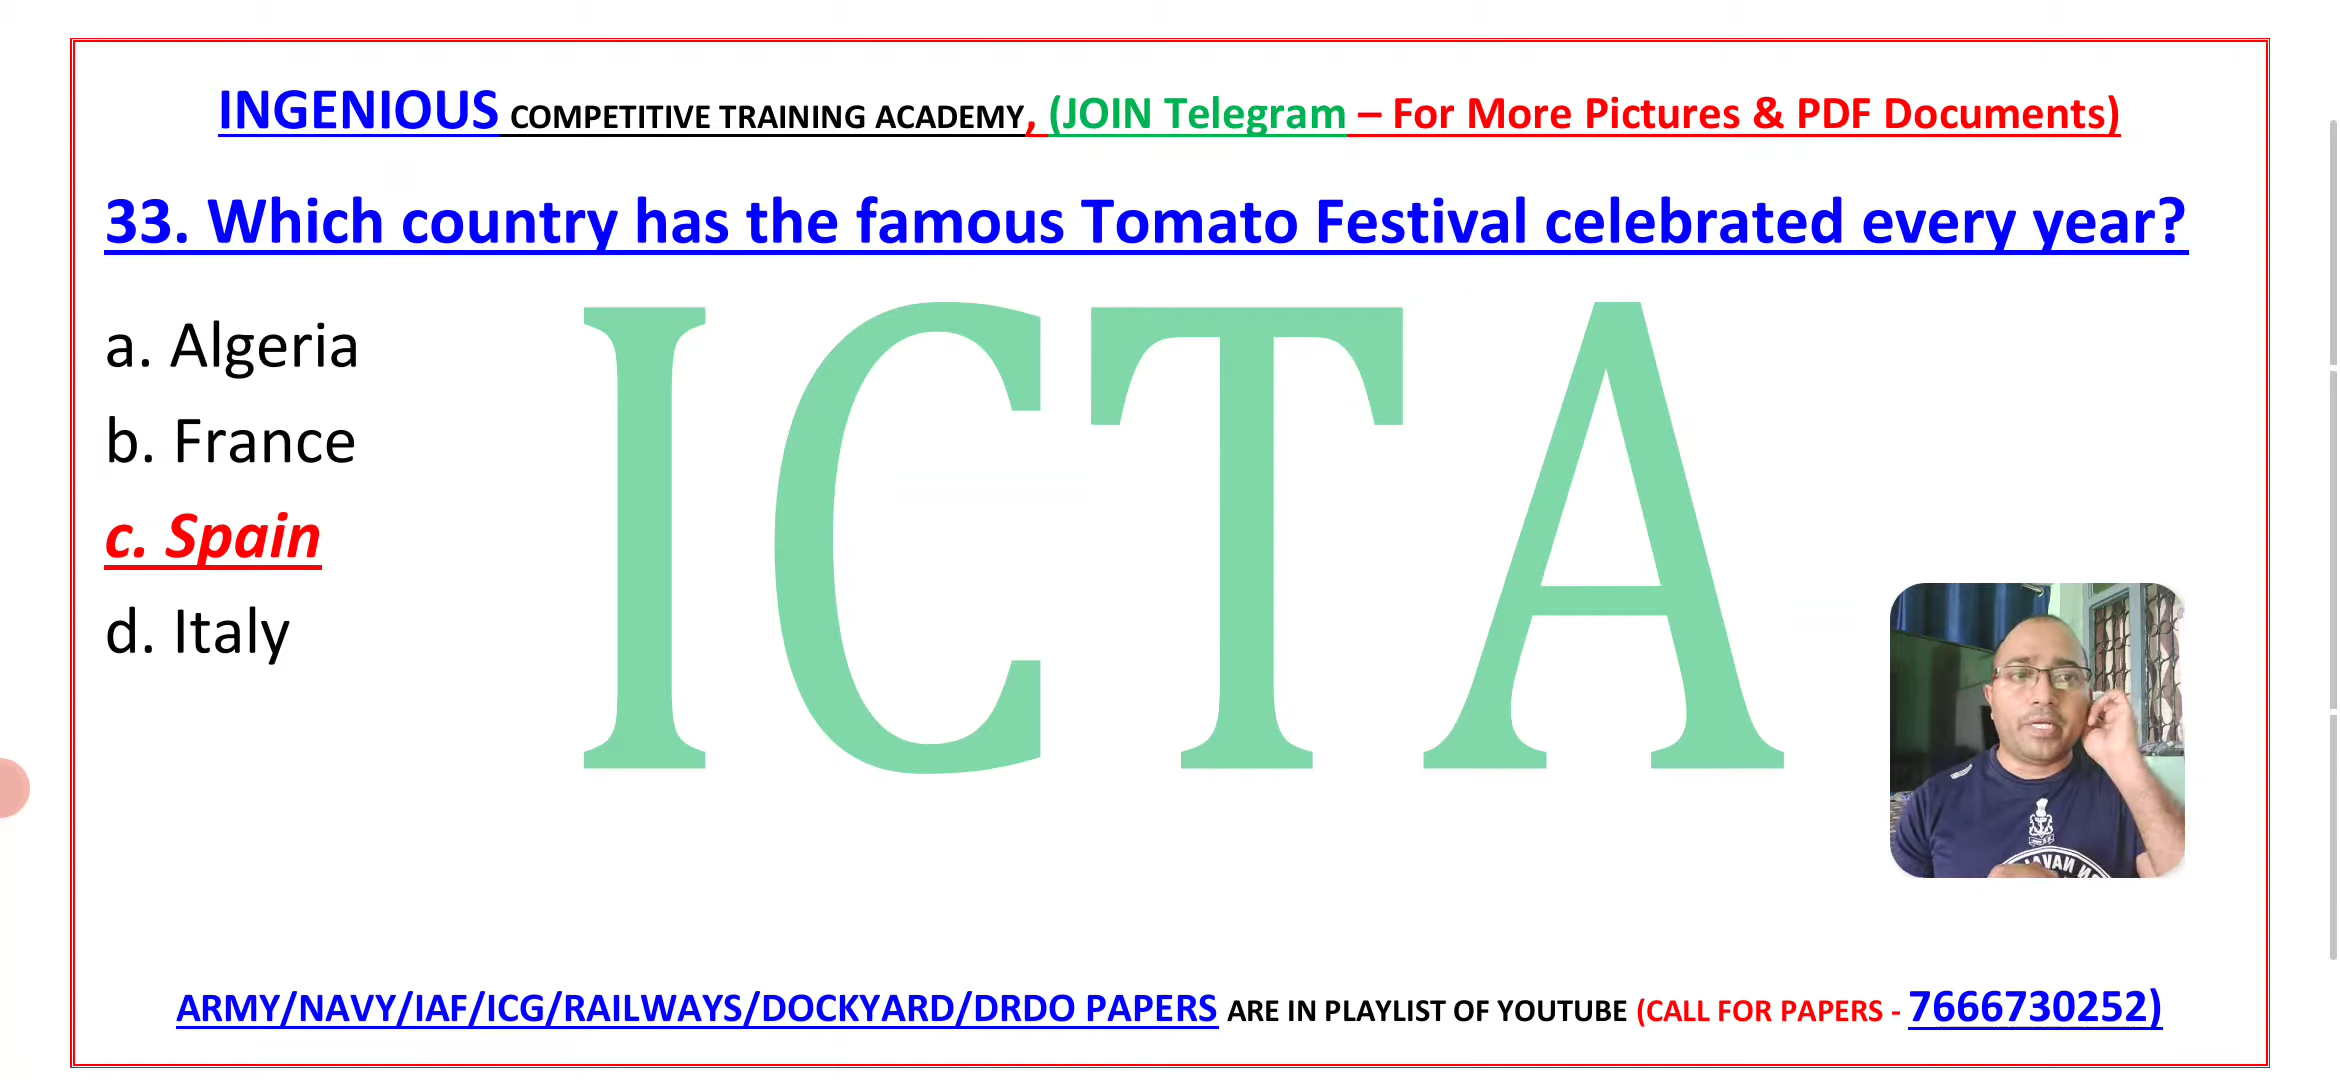 INGENIOUS COMPETITIVE TRAINING ACADEMY, (JOIN Telegram – For More Pictures & PDF Documents)
33. Which country has the famous Tomato Festival celebrated every year?
a. Algeria
b. France
c. Spain
d. Italy
ICTA
ARMY/NAVY/IAF/ICG/RAILWAYS/DOCKYARD/DRDO PAPERS ARE IN PLAYLIST OF YOUTUBE (CALL FOR PAPERS - 7666730252)